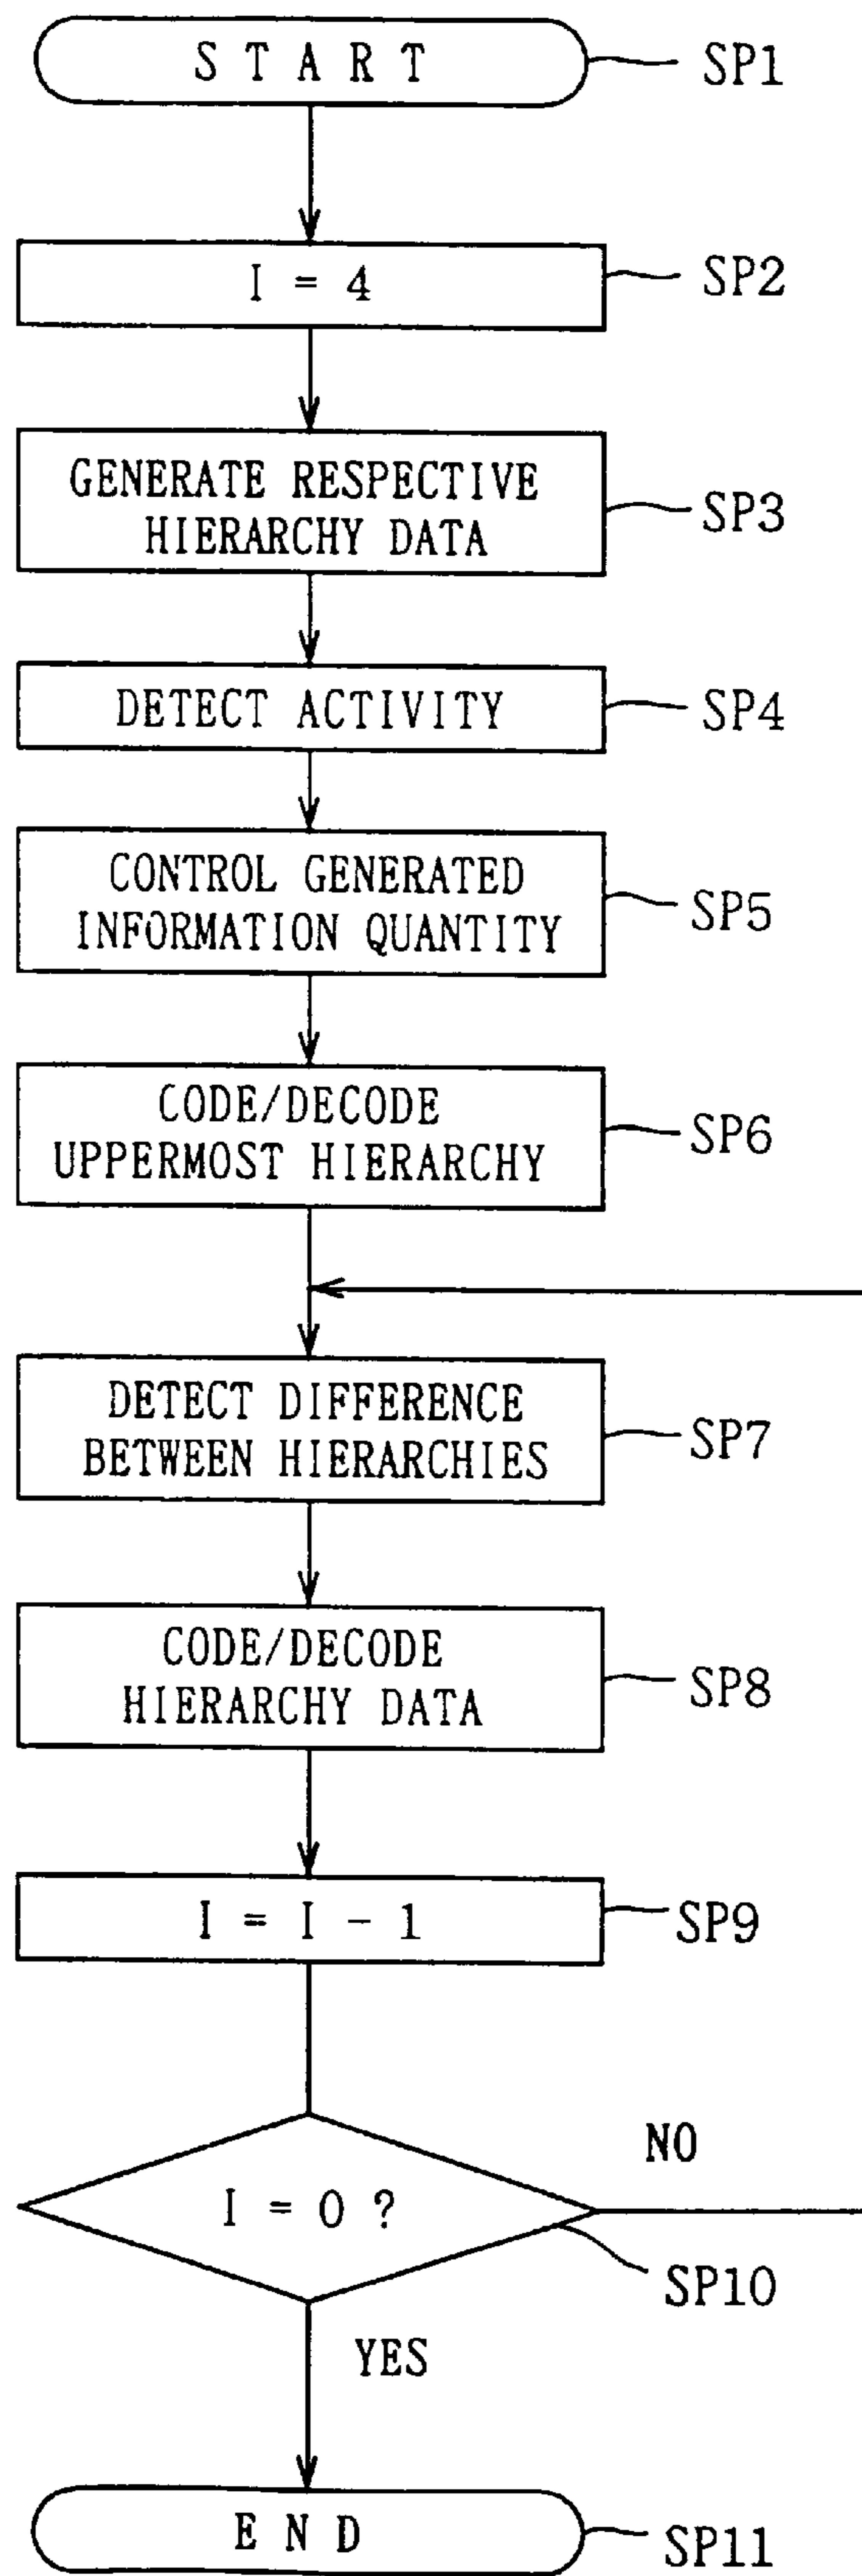 S T A R T
SP1
I = 4
SP2
GENERATE RESPECTIVE
HIERARCHY DATA
SP3
DETECT ACTIVITY
SP4
CONTROL GENERATED
INFORMATION QUANTITY
SP5
CODE/DECODE
UPPERMOST HIERARCHY
SP6
DETECT DIFFERENCE
BETWEEN HIERARCHIES
SP7
CODE/DECODE
HIERARCHY DATA
SP8
I = I - 1
SP9
NO
I = 0 ?
SP10
YES
E N D
SP11